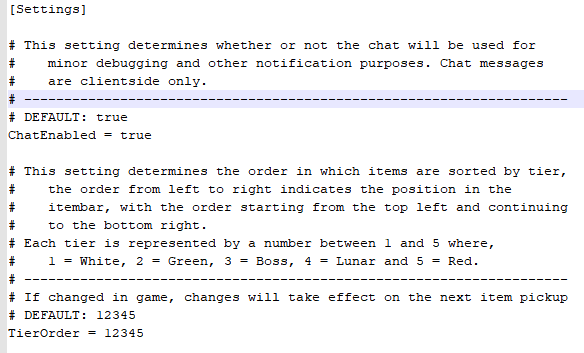 [Settings]
# This setting determines whether or not the chat will be used for
#    minor debugging and other notification purposes. Chat messages
#    are clientside only.
# --------------------------------------------------------------------
# DEFAULT: true
ChatEnabled = true
# This setting determines the order in which items are sorted by tier,
#    the order from left to right indicates the position in the
#    itembar, with the order starting from the top left and continuing
#    to the bottom right.
# Each tier is represented by a number between 1 and 5 where,
#    1 = White, 2 = Green, 3 = Boss, 4 = Lunar and 5 = Red.
# --------------------------------------------------------------------
# If changed in game, changes will take effect on the next item pickup
# DEFAULT: 12345
TierOrder = 12345